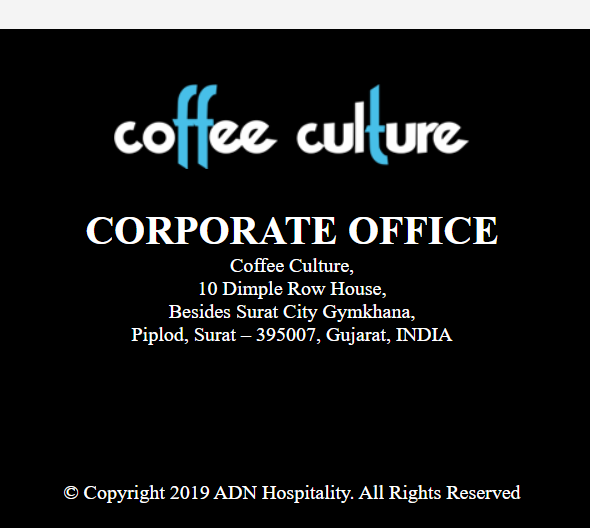 coffee culture
CORPORATE OFFICE
Coffee Culture,
10 Dimple Row House,
Besides Surat City Gymkhana,
Piplod, Surat – 395007, Gujarat, INDIA
© Copyright 2019 ADN Hospitality. All Rights Reserved